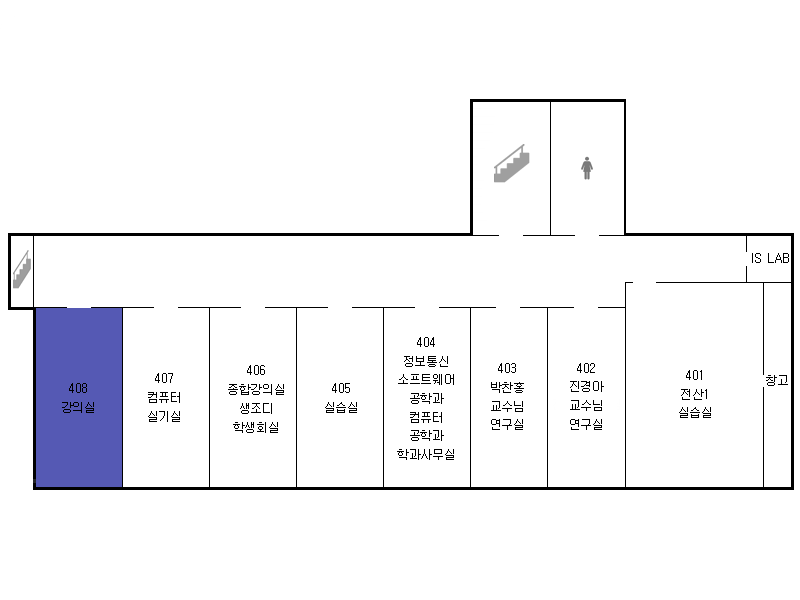 IS LAB
408
강의실
407
컴퓨터
실기실
406
종합강의실
생조디
학생회실
405
실습실
404
정보통신
소프트웨어
공학과
컴퓨터
공학과
학과사무실
403
박찬홍
교수님
연구실
402
진경아
교수님
연구실
401
전산1
실습실
창고